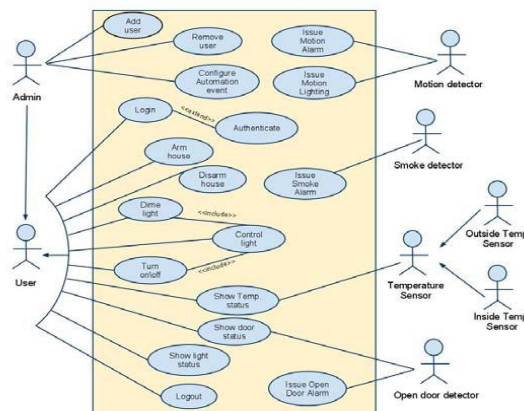 Add
user
Remove
user
Issue
Motion
Alarm
Configure
Automation
event
Issue
Motion
Lighting
Admin
Motion detector
Login
<<extend>>
Authenticate
Arm
house
Disarm
house
Issue
Smoke
Alarm
Smoke detector
Dime
light
<<include>>
Control
light
Turn
on/off
<<include>>
User
Outside Temp
Sensor
Temperature
Sensor
Inside Temp
Sensor
Show Temp.
status
Show door
status
Show light
status
Issue Open
Door Alarm
Open door detector
Logout